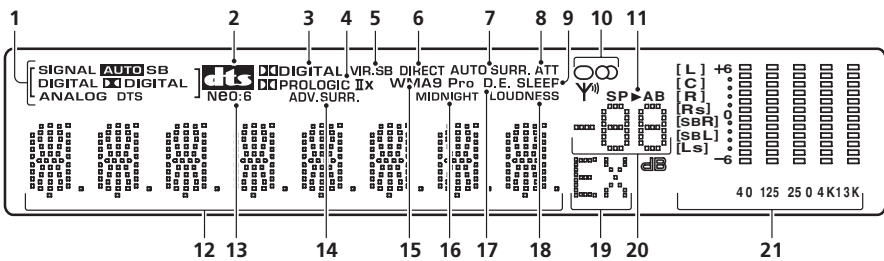 1 2 3 4 5 6 7 8 9 10 11
SIGNAL AUTO SB
DIGITAL DIGITAL
ANALOG DTS
dts
Neo:6
DIGITAL VIR.SB DIRECT AUTO SURR. ATT
PROLOGIC IIx WMA9 Pro D.E. SLEEP
ADV.SURR. MIDNIGHT LOUDNESS
SP►AB
dB
EX
[L] +6
[C]
[R]
[Rs] 0
[SBR]
[SBL]
[Ls] -6
40 125 250 4K13K
12 13 14 15 16 17 18 19 20 21